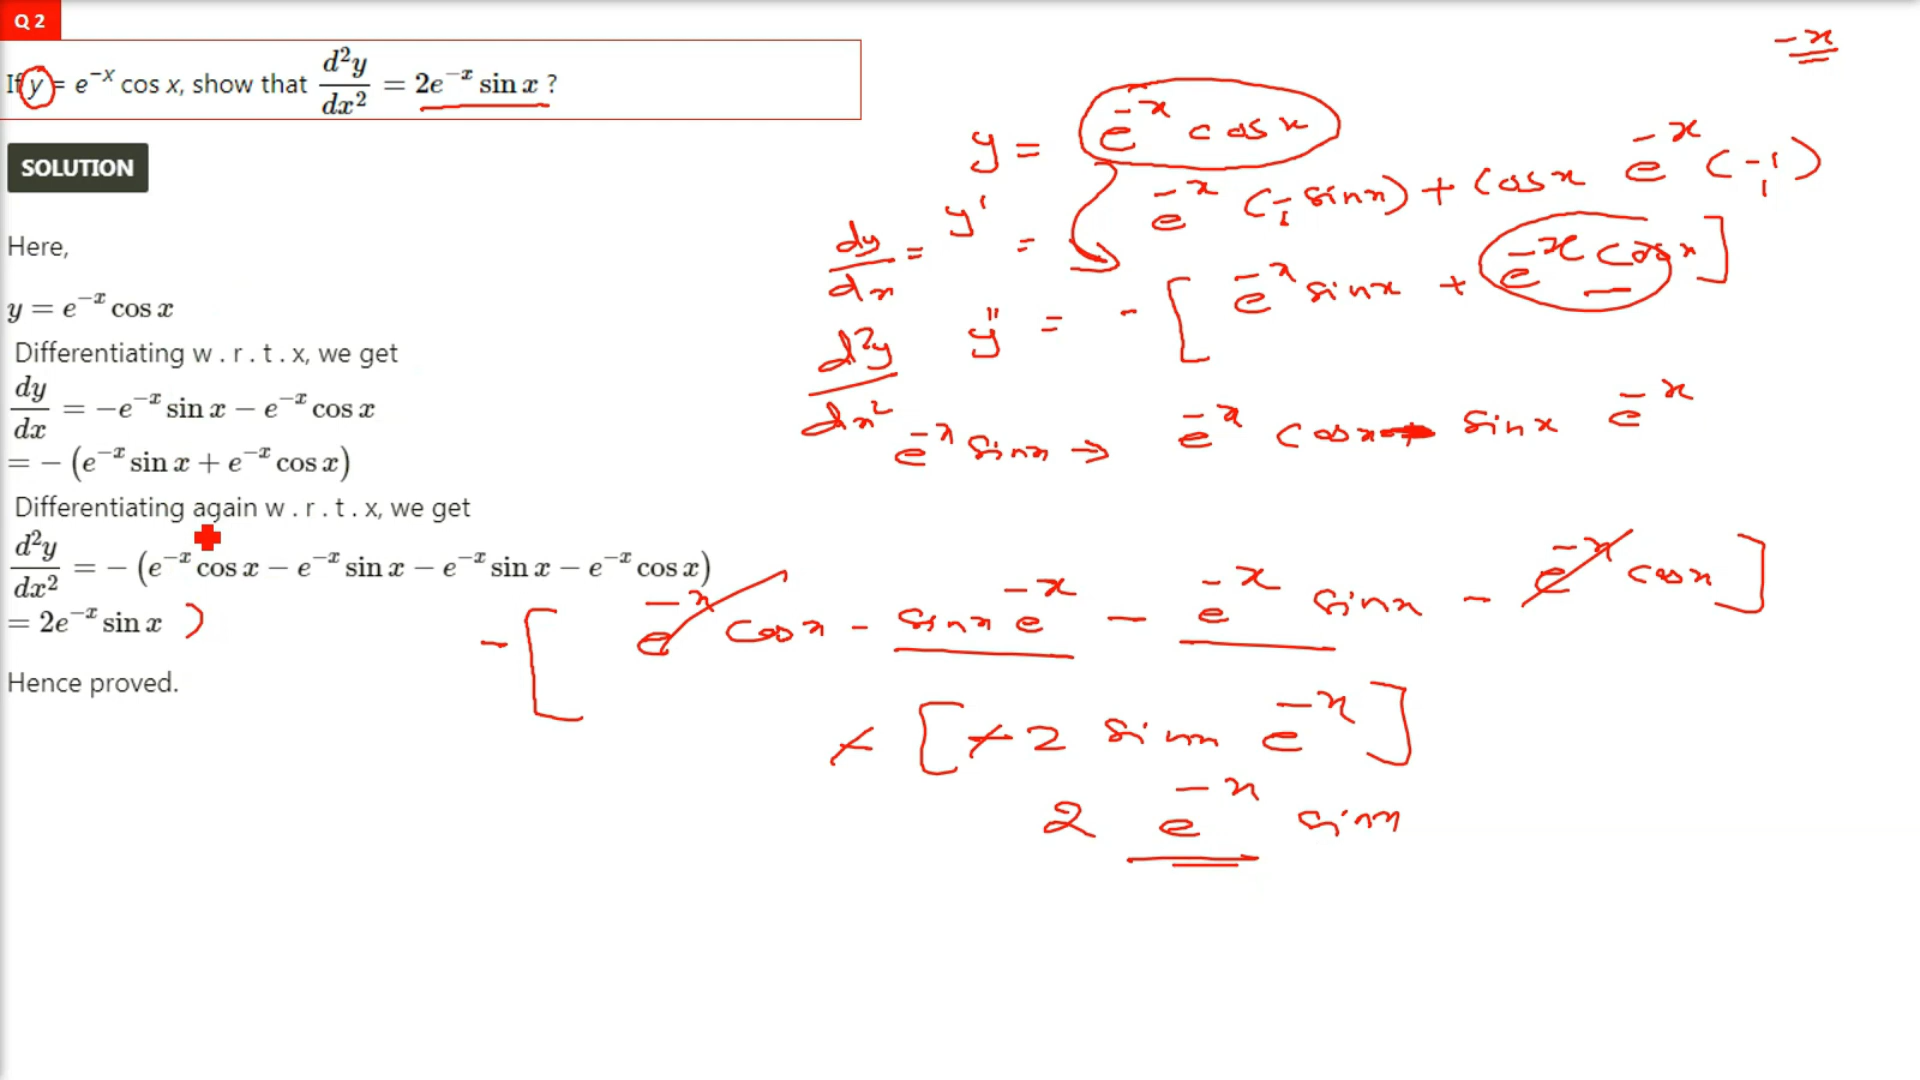 Q 2
If y = e^{-x} cos x, show that d²y/dx² = 2e^{-x} sin x ?
SOLUTION
Here,
y = e^{-x} cos x
Differentiating w . r . t . x, we get
dy/dx = −e^{-x} sin x − e^{-x} cos x
= − (e^{-x} sin x + e^{-x} cos x)
Differentiating again w . r . t . x, we get
d²y/dx² = − (e^{-x} cos x − e^{-x} sin x − e^{-x} sin x − e^{-x} cos x)
= 2e^{-x} sin x
Hence proved.
-x
y = e^{-x} cos x
dy/dx = y' = e^{-x} (- sin x) + cos x e^{-x} (-1)
d²y/dx² y'' = - [ e^{-x} sin x + e^{-x} cos x ]
e^{-x} sin x ⇒ e^{-x} cos x - sin x e^{-x}
- [ e^{-x} cos x - sin x e^{-x} - e^{-x} sin x - e^{-x} cos x ]
- [ - 2 sin x e^{-x} ]
2 e^{-x} sin x